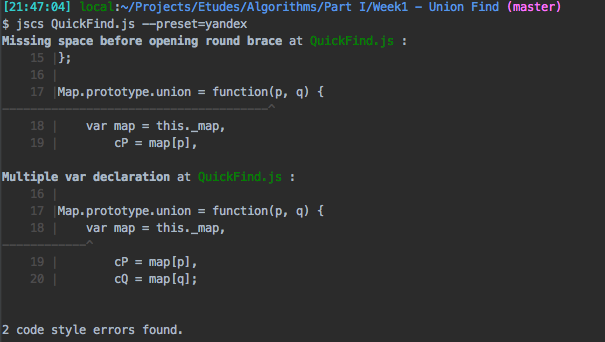 [21:47:04] local:~/Projects/Etudes/Algorithms/Part I/Week1 - Union Find (master)
$ jscs QuickFind.js --preset=yandex
Missing space before opening round brace at QuickFind.js :
    15 |};
    16 |
    17 |Map.prototype.union = function(p, q) {
--------------------------------------^
    18 |    var map = this._map,
    19 |        cP = map[p],

Multiple var declaration at QuickFind.js :
    16 |
    17 |Map.prototype.union = function(p, q) {
    18 |    var map = this._map,
------------^
    19 |        cP = map[p],
    20 |        cQ = map[q];

2 code style errors found.